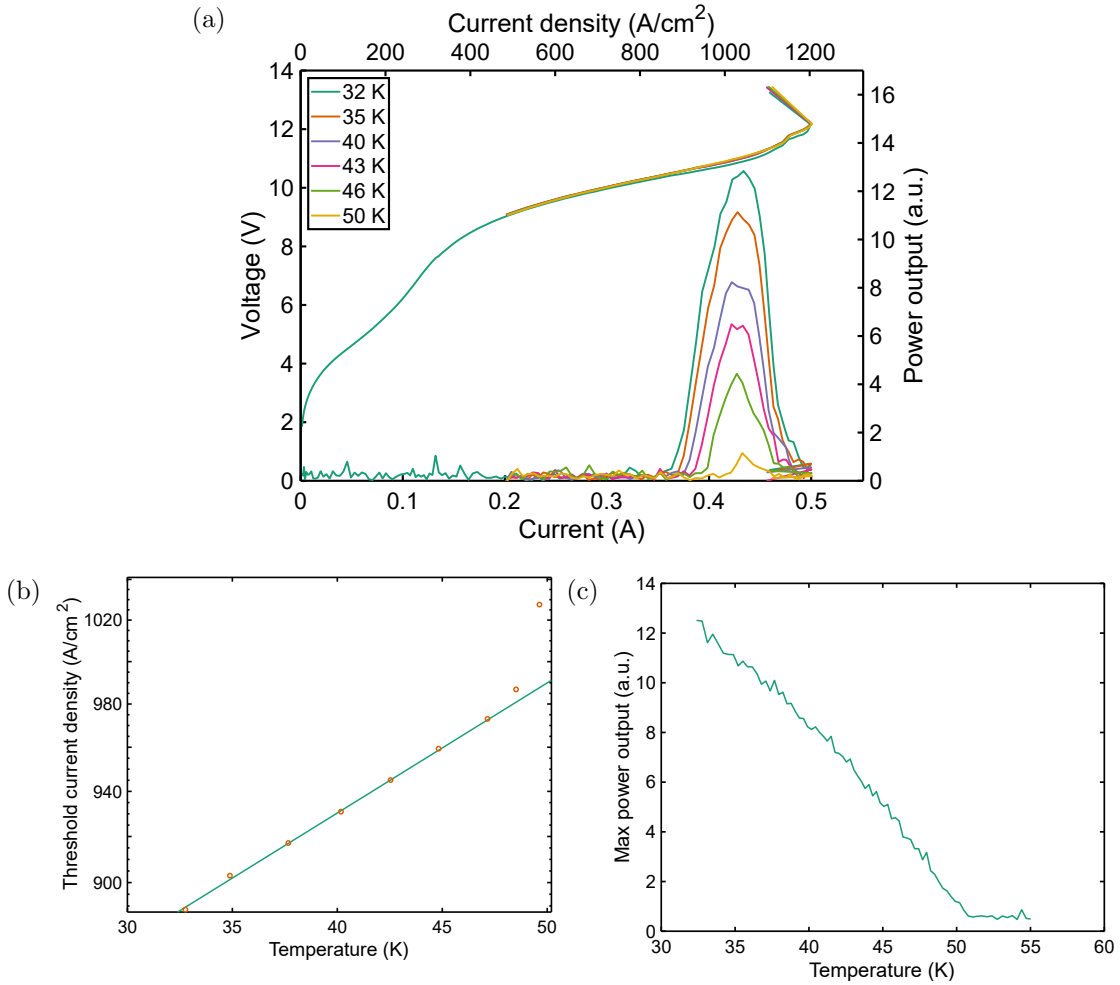 (a)
Current density (A/cm²)
0 200 400 600 800 1000 1200
14
12
10
8
6
4
2
0
Voltage (V)
32 K
35 K
40 K
43 K
46 K
50 K
16
14
12
10
8
6
4
2
0
Power output (a.u.)
0 0.1 0.2 0.3 0.4 0.5
Current (A)
(b)
Threshold current density (A/cm²)
1020
980
940
900
30 35 40 45 50
Temperature (K)
(c)
Max power output (a.u.)
14
12
10
8
6
4
2
0
30 35 40 45 50 55 60
Temperature (K)